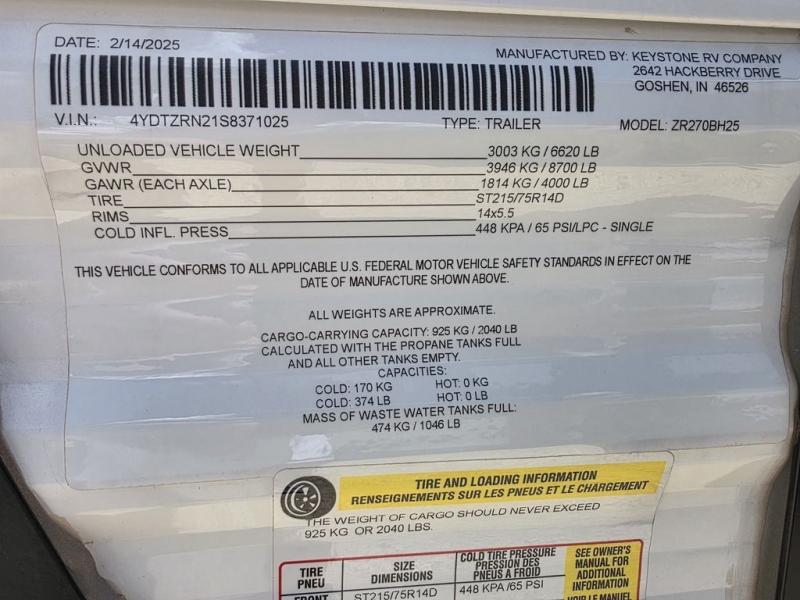 DATE: 2/14/2025
MANUFACTURED BY: KEYSTONE RV COMPANY
2642 HACKBERRY DRIVE
GOSHEN, IN 46526
V.I.N.: 4YDTZRN21S8371025 TYPE: TRAILER MODEL: ZR270BH25
UNLOADED VEHICLE WEIGHT 3003 KG / 6620 LB
GVWR 3946 KG / 8700 LB
GAWR (EACH AXLE) 1814 KG / 4000 LB
TIRE ST215/75R14D
RIMS 14x5.5
COLD INFL. PRESS 448 KPA / 65 PSI/LPC - SINGLE
THIS VEHICLE CONFORMS TO ALL APPLICABLE U.S. FEDERAL MOTOR VEHICLE SAFETY STANDARDS IN EFFECT ON THE
DATE OF MANUFACTURE SHOWN ABOVE.
ALL WEIGHTS ARE APPROXIMATE.
CARGO-CARRYING CAPACITY: 925 KG / 2040 LB
CALCULATED WITH THE PROPANE TANKS FULL
AND ALL OTHER TANKS EMPTY.
CAPACITIES:
COLD: 170 KG HOT: 0 KG
COLD: 374 LB HOT: 0 LB
MASS OF WASTE WATER TANKS FULL:
474 KG / 1046 LB
TIRE AND LOADING INFORMATION
RENSEIGNEMENTS SUR LES PNEUS ET LE CHARGEMENT
THE WEIGHT OF CARGO SHOULD NEVER EXCEED
925 KG OR 2040 LBS.
TIRE
PNEU
SIZE
DIMENSIONS
COLD TIRE PRESSURE
PRESSION DES
PNEUS A FROID
SEE OWNER'S
MANUAL FOR
ADDITIONAL
INFORMATION
VOIR LE MANUEL
FRONT ST215/75R14D 448 KPA /65 PSI